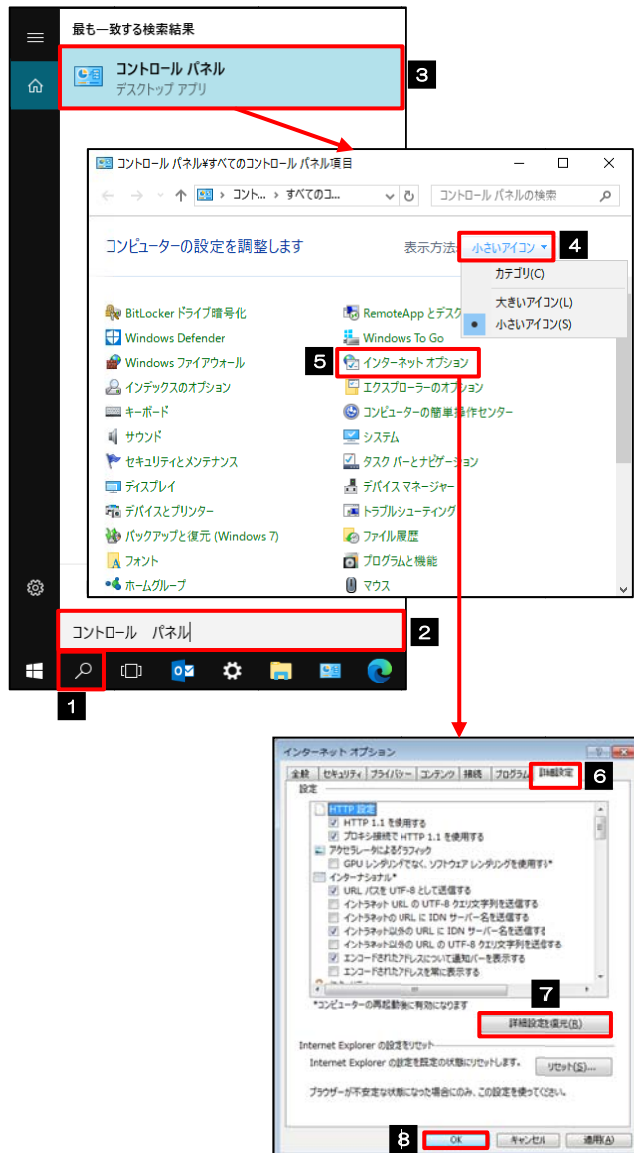 最も一致する検索結果
コントロール パネル
デスクトップ アプリ
3
コントロール パネル¥すべてのコントロール パネル項目
コント... › すべてのコ...
コントロール パネルの検索
コンピューターの設定を調整します
表示方法:
小さいアイコン
4
カテゴリ(C)
大きいアイコン(L)
小さいアイコン(S)
BitLocker ドライブ暗号化
RemoteApp とデスク
Windows Defender
Windows To Go
Windows ファイアウォール
5
インターネット オプション
インデックスのオプション
エクスプローラーのオプション
キーボード
コンピューターの簡単操作センター
サウンド
システム
セキュリティとメンテナンス
タスク バーとナビゲーション
ディスプレイ
デバイス マネージャー
デバイスとプリンター
トラブルシューティング
バックアップと復元 (Windows 7)
ファイル履歴
フォント
プログラムと機能
ホームグループ
マウス
コントロール パネル
2
1
インターネット オプション
全般 セキュリティ プライバシー コンテンツ 接続 プログラム 詳細設定
6
設定
HTTP 設定
HTTP 1.1 を使用する
プロキシ接続で HTTP 1.1 を使用する
アクセラレータによるグラフィック
GPU レンダリングでなく、ソフトウェア レンダリングを使用する*
インターナショナル*
URL パスを UTF-8 として送信する
イントラネット URL の UTF-8 クエリ文字列を送信する
イントラネットの URL に IDN サーバー名を送信する
イントラネット以外の URL に IDN サーバー名を送信する
イントラネット以外の URL の UTF-8 クエリ文字列を送信する
エンコードされたアドレスについて通知バーを表示する
エンコードされたアドレスを常に表示する
*コンピューターの再起動後に有効になります
7
詳細設定を復元(R)
Internet Explorer の設定をリセット
Internet Explorer の設定を既定の状態にリセットします。
リセット(S)...
ブラウザーが不安定な状態になった場合にのみ、この設定を使ってください。
8
OK
キャンセル
適用(A)